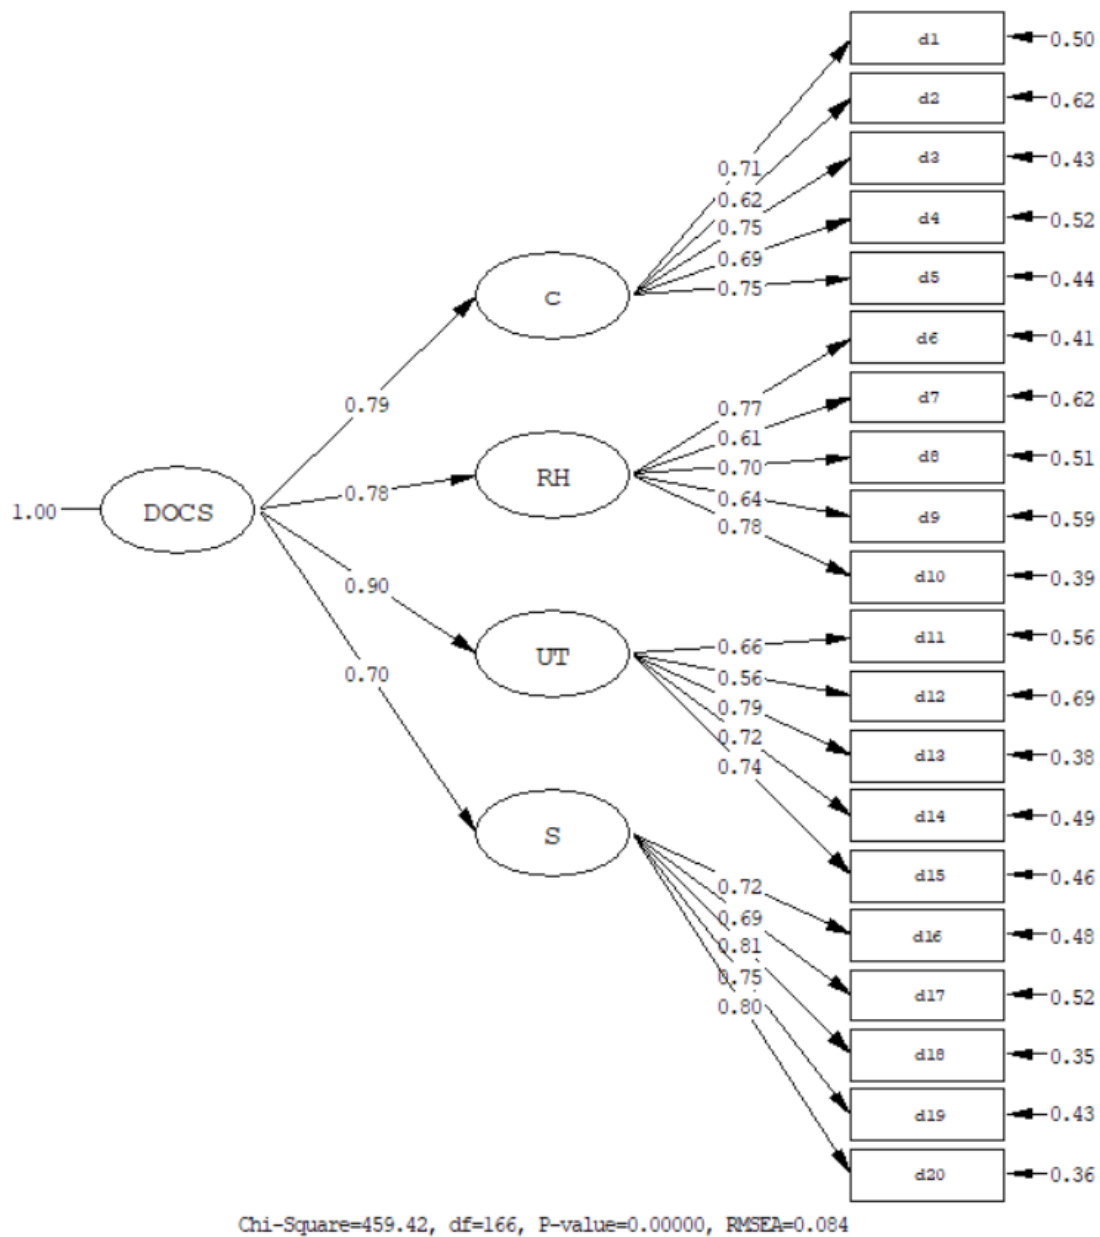 d1 0.50
d2 0.62
d3 0.43
d4 0.52
d5 0.44
d6 0.41
d7 0.62
d8 0.51
d9 0.59
d10 0.39
d11 0.56
d12 0.69
d13 0.38
d14 0.49
d15 0.46
d16 0.48
d17 0.52
d18 0.35
d19 0.43
d20 0.36
0.71
0.62
0.75
0.69
0.75
0.77
0.61
0.70
0.64
0.78
0.66
0.56
0.79
0.72
0.74
0.72
0.69
0.81
0.75
0.80
C
RH
UT
S
0.79
0.78
0.90
0.70
1.00 DOCS
Chi-Square=459.42, df=166, P-value=0.00000, RMSEA=0.084